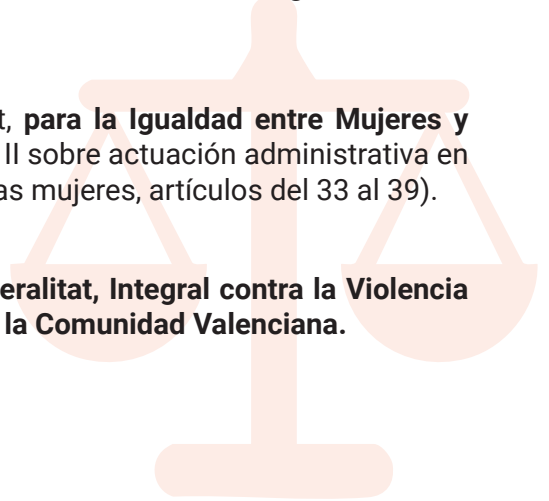 t, para la Igualdad entre Mujeres y
II sobre actuación administrativa en
as mujeres, artículos del 33 al 39).
eralitat, Integral contra la Violencia
la Comunidad Valenciana.